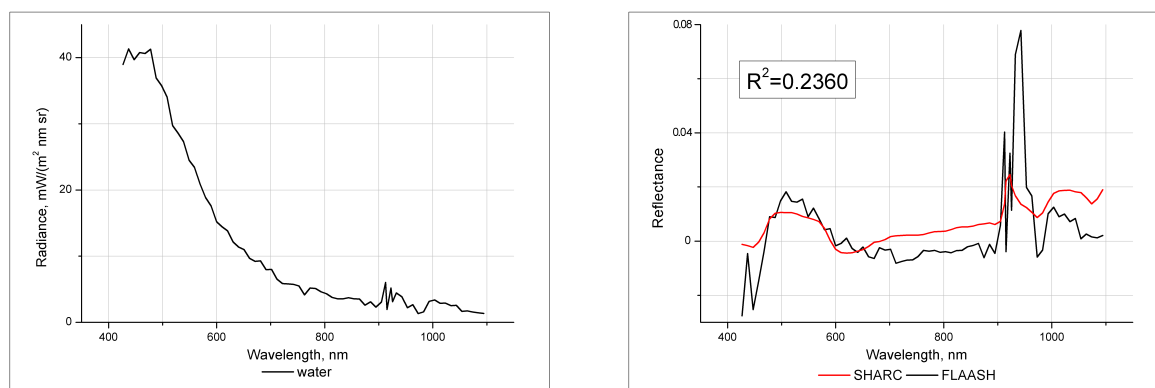 40
20
0
Radiance, mW/(m² nm sr)
400 600 800 1000
Wavelength, nm
water
0.08
0.04
0
Reflectance
R²=0.2360
400 600 800 1000
Wavelength, nm
SHARC FLAASH